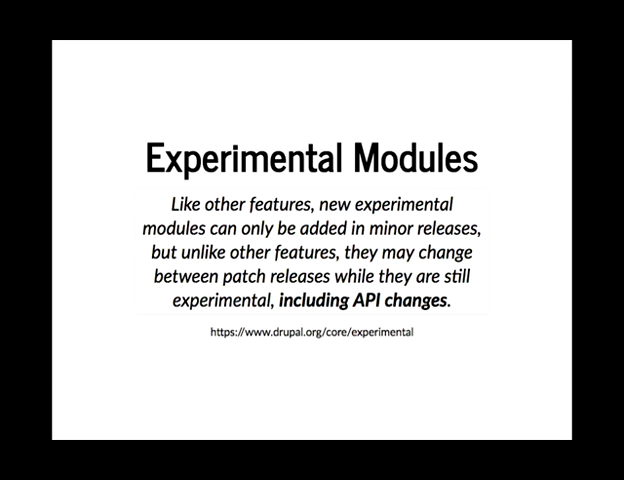 Experimental Modules
Like other features, new experimental
modules can only be added in minor releases,
but unlike other features, they may change
between patch releases while they are still
experimental, including API changes.
https://www.drupal.org/core/experimental